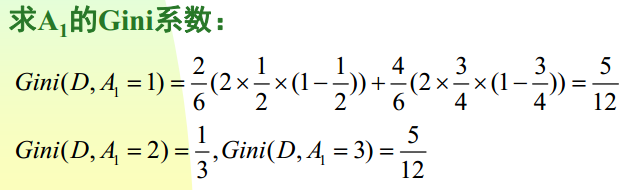 求A₁的Gini系数：
Gini(D, A₁ = 1) = 2/6(2×1/2×(1−1/2))+4/6(2×3/4×(1−3/4)) = 5/12
Gini(D, A₁ = 2) = 1/3,Gini(D, A₁ = 3) = 5/12